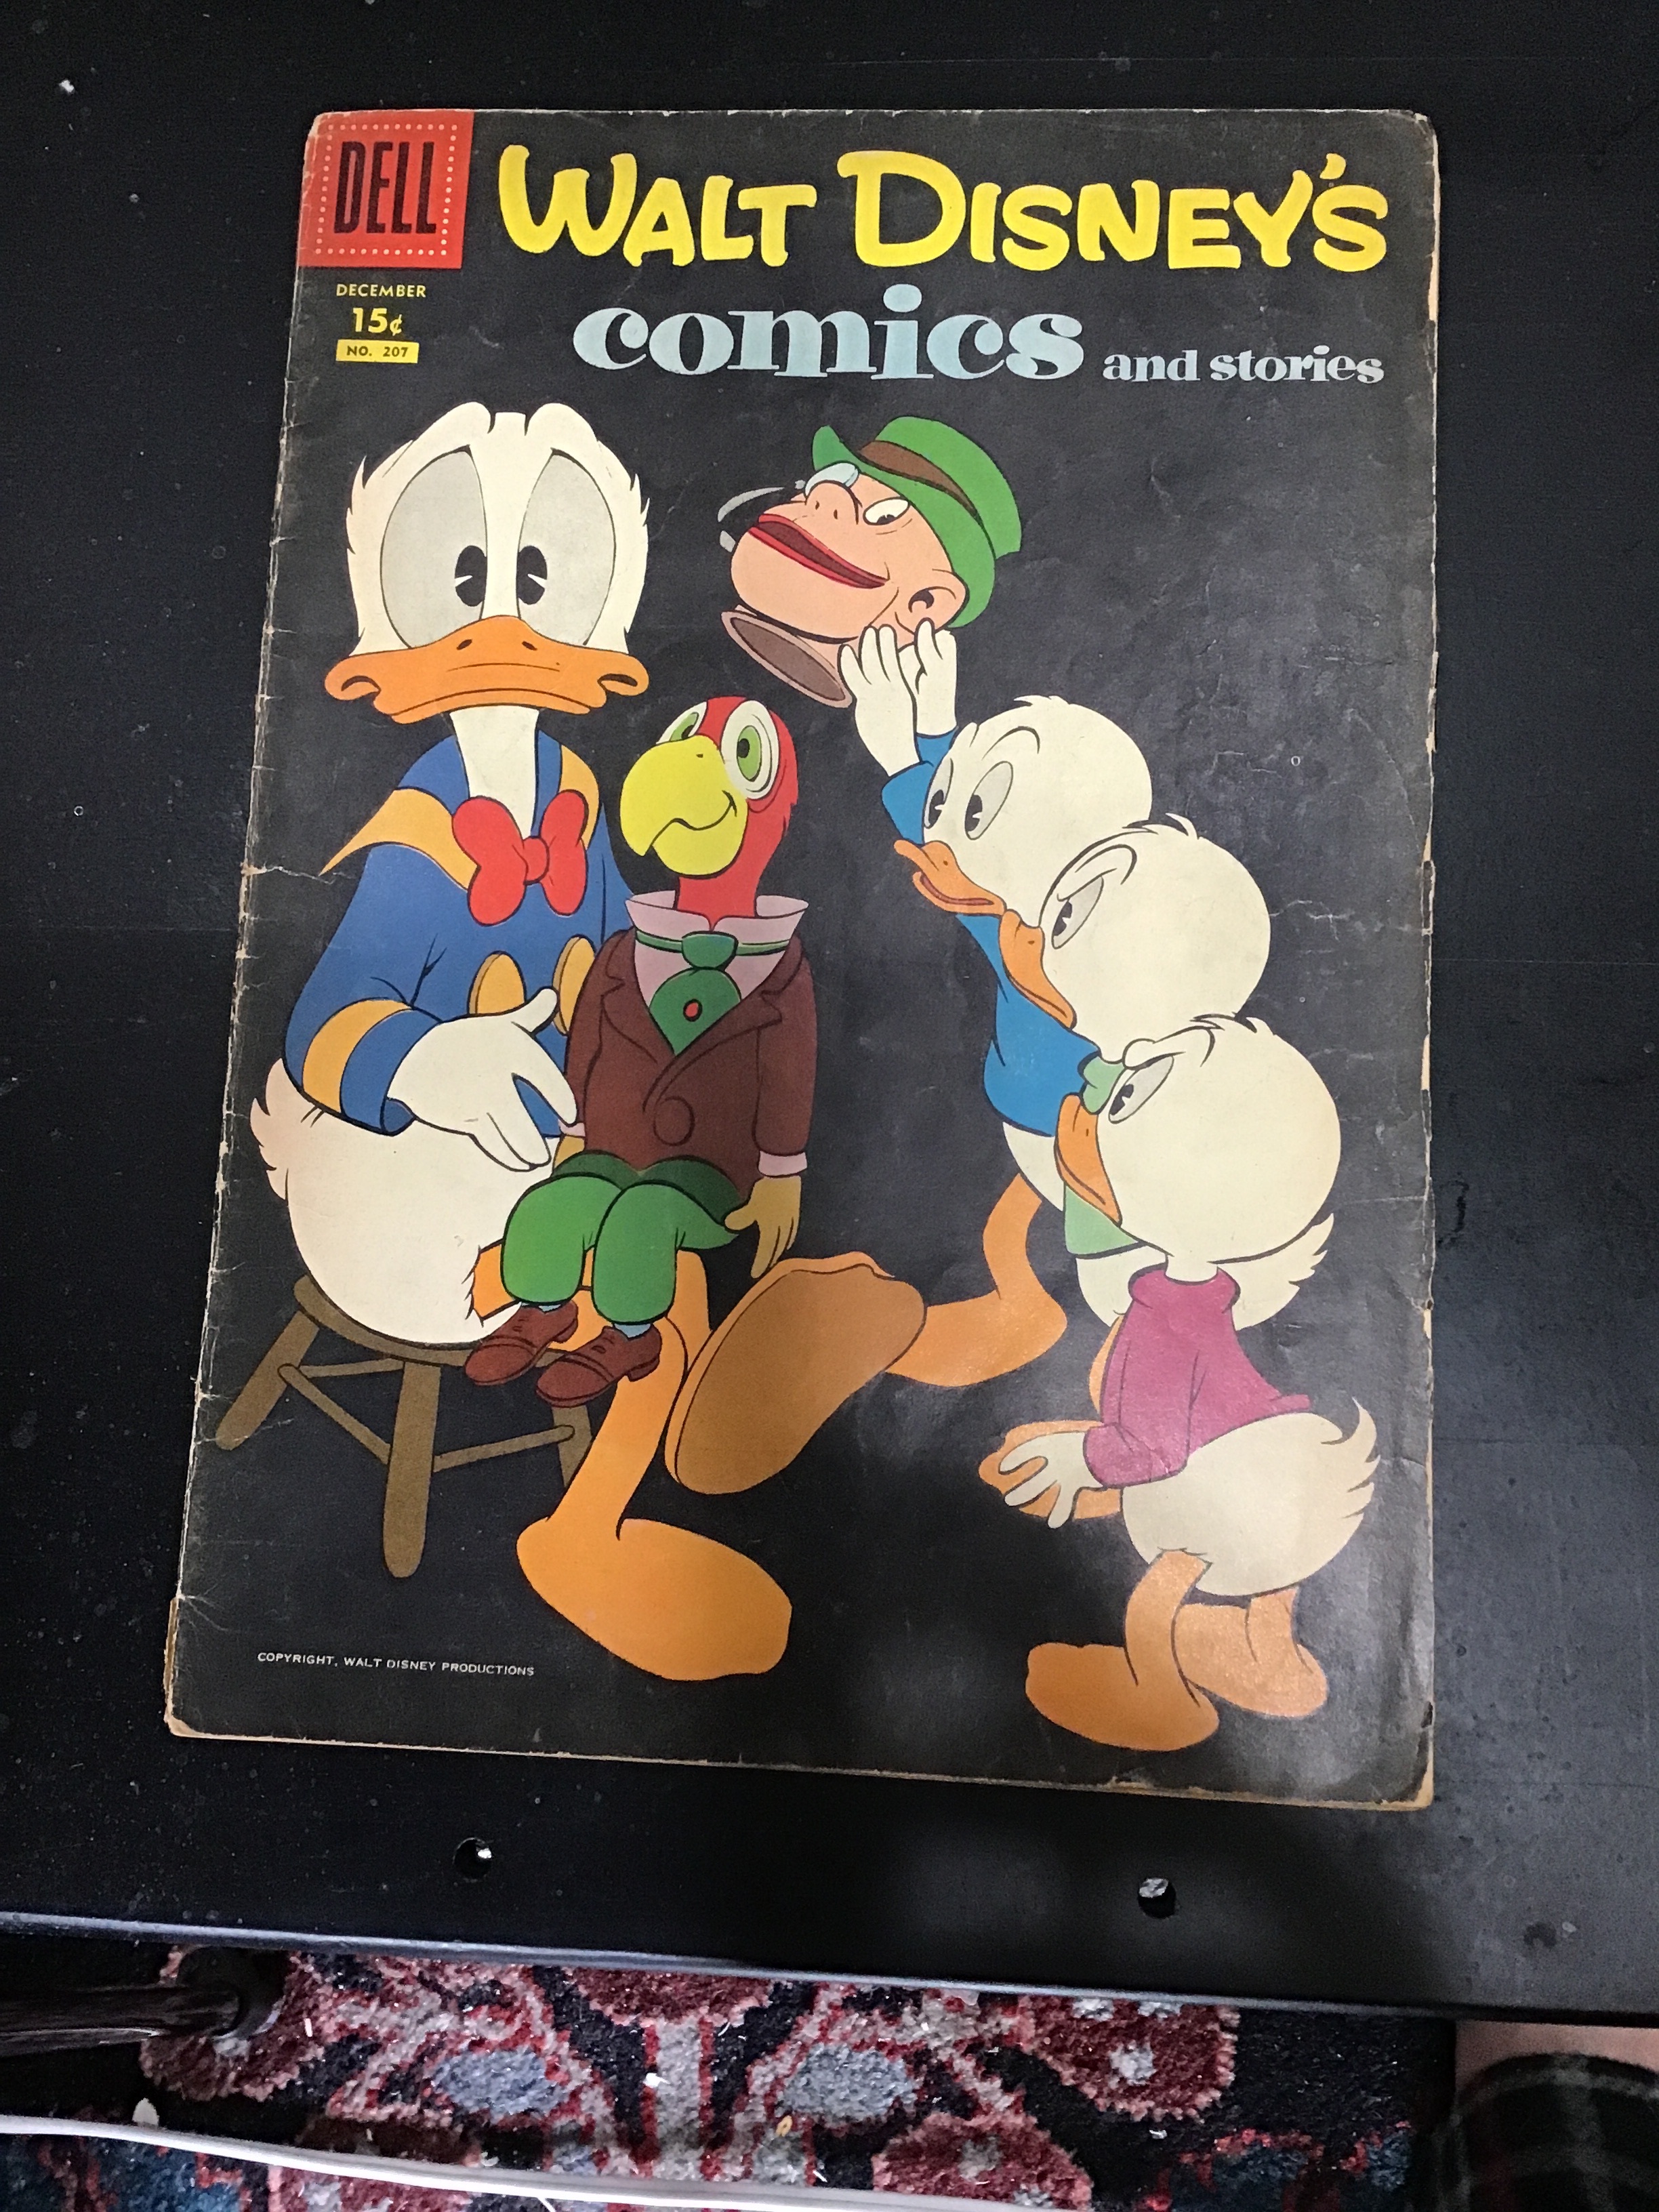 DELL
WALT DISNEY'S
DECEMBER
15¢
NO. 207
comics and stories
COPYRIGHT, WALT DISNEY PRODUCTIONS